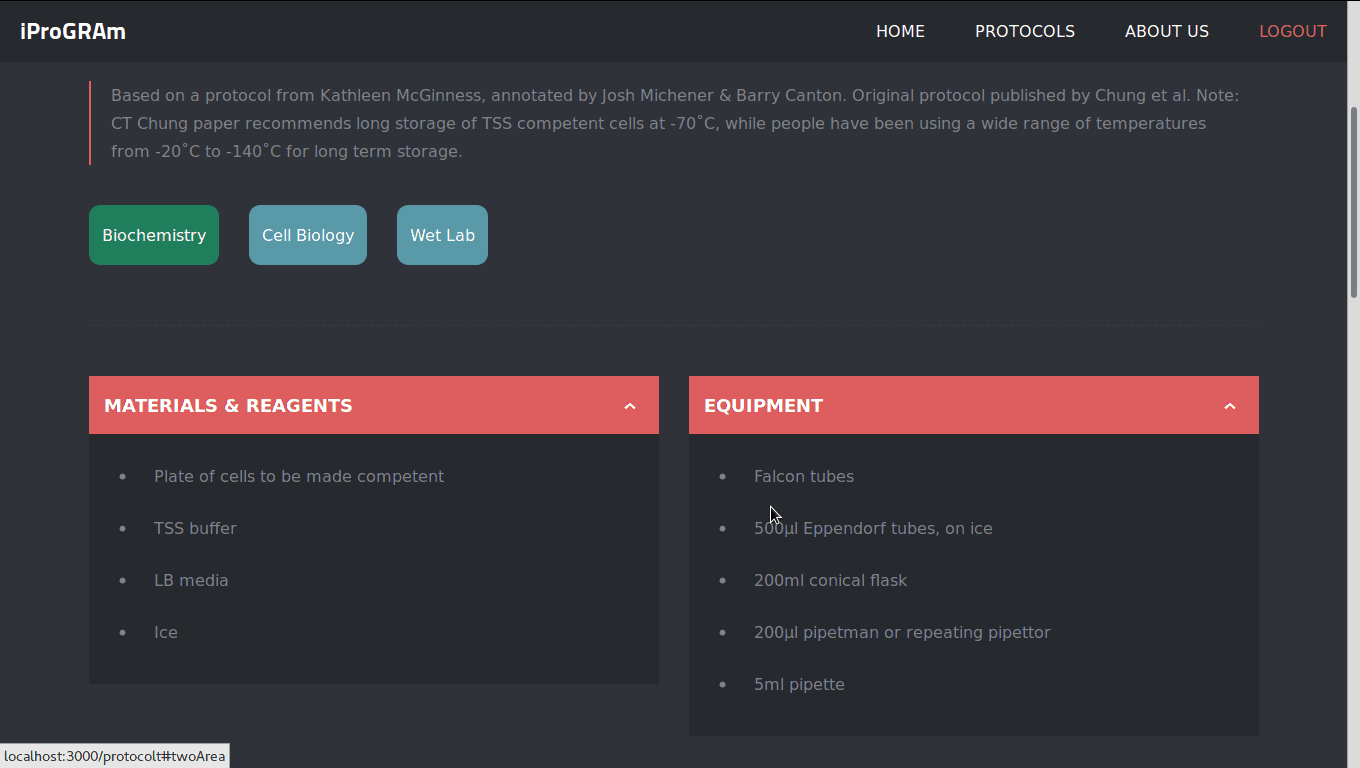 iProGRAm
HOME PROTOCOLS ABOUT US LOGOUT
Based on a protocol from Kathleen McGinness, annotated by Josh Michener & Barry Canton. Original protocol published by Chung et al. Note:
CT Chung paper recommends long storage of TSS competent cells at -70˚C, while people have been using a wide range of temperatures
from -20˚C to -140˚C for long term storage.
Biochemistry
Cell Biology
Wet Lab
MATERIALS & REAGENTS
Plate of cells to be made competent
TSS buffer
LB media
Ice
EQUIPMENT
Falcon tubes
500µl Eppendorf tubes, on ice
200ml conical flask
200µl pipetman or repeating pipettor
5ml pipette
localhost:3000/protocolt#twoArea